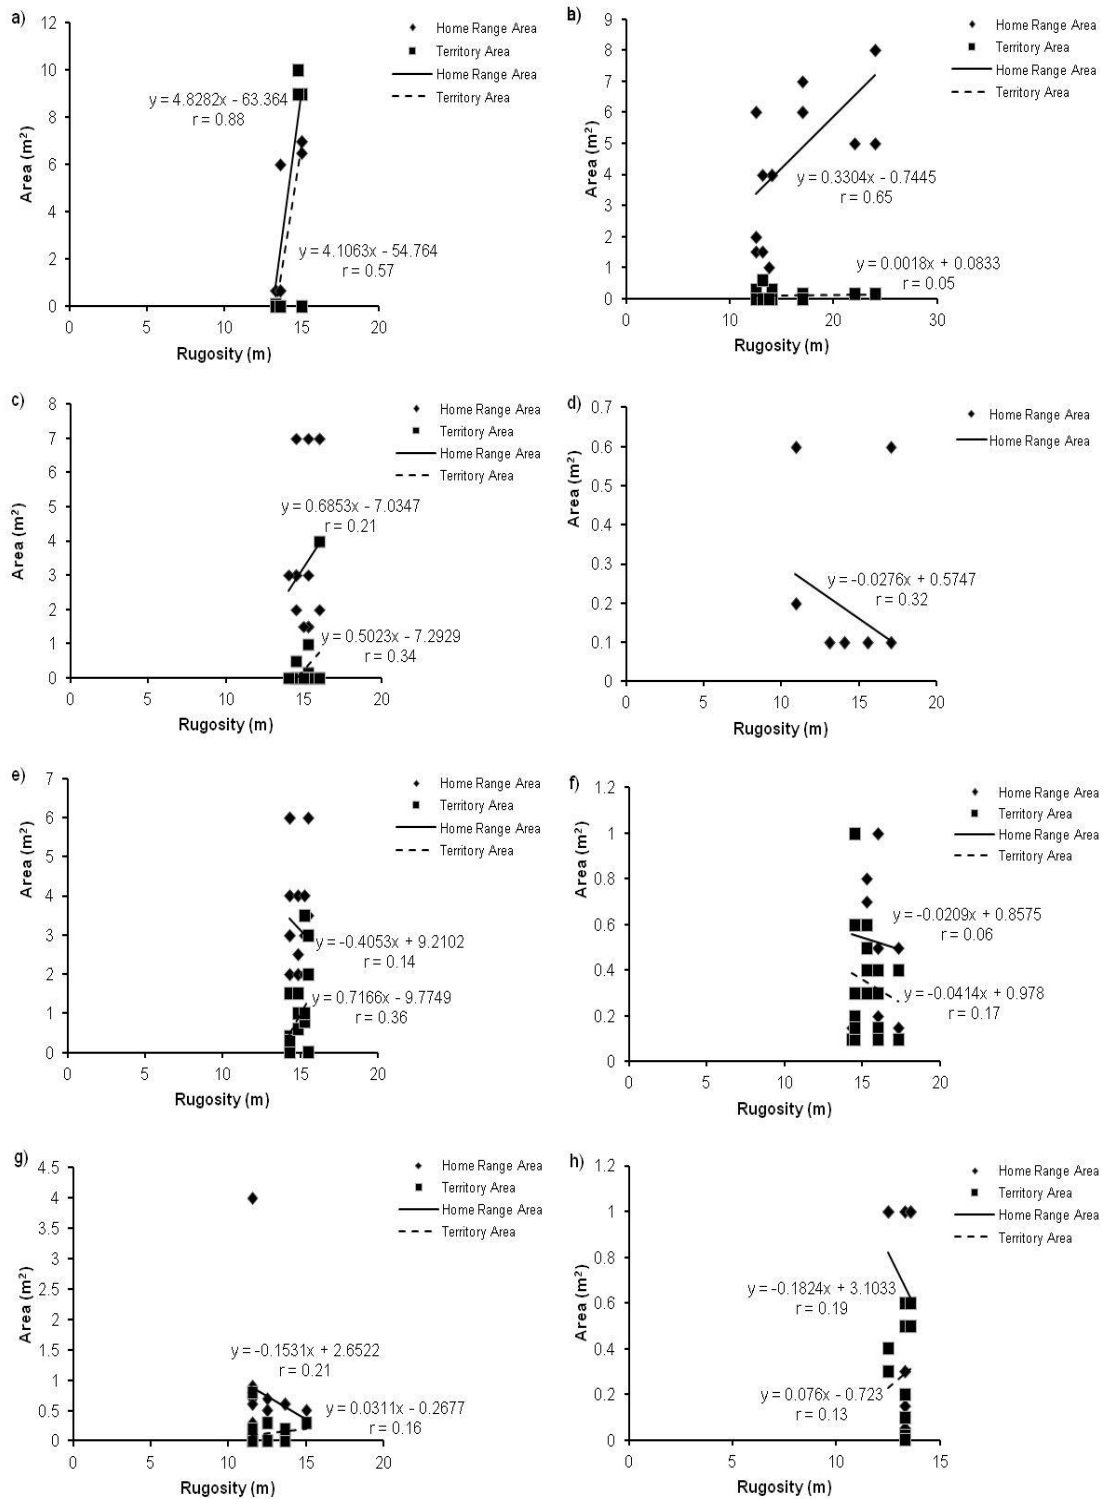 a)
12
10
8
6
4
2
0
0
5
10
15
20
Area (m²)
Rugosity (m)
Home Range Area
Territory Area
Home Range Area
Territory Area
y = 4.8282x - 63.364
r = 0.88
y = 4.1063x - 54.764
r = 0.57
b)
9
8
7
6
5
4
3
2
1
0
0
10
20
30
Area (m²)
Rugosity (m)
Home Range Area
Territory Area
Home Range Area
Territory Area
y = 0.3304x - 0.7445
r = 0.65
y = 0.0018x + 0.0833
r = 0.05
c)
8
7
6
5
4
3
2
1
0
0
5
10
15
20
Area (m²)
Rugosity (m)
Home Range Area
Territory Area
Home Range Area
Territory Area
y = 0.6853x - 7.0347
r = 0.21
y = 0.5023x - 7.2929
r = 0.34
d)
0.7
0.6
0.5
0.4
0.3
0.2
0.1
0
0
5
10
15
20
Area (m²)
Rugosity (m)
Home Range Area
Home Range Area
y = -0.0276x + 0.5747
r = 0.32
e)
7
6
5
4
3
2
1
0
0
5
10
15
20
Area (m²)
Rugosity (m)
Home Range Area
Territory Area
Home Range Area
Territory Area
y = -0.4053x + 9.2102
r = 0.14
y = 0.7166x - 9.7749
r = 0.36
f)
1.2
1
0.8
0.6
0.4
0.2
0
0
5
10
15
20
Area (m²)
Rugosity (m)
Home Range Area
Territory Area
Home Range Area
Territory Area
y = -0.0209x + 0.8575
r = 0.06
y = -0.0414x + 0.978
r = 0.17
g)
4.5
4
3.5
3
2.5
2
1.5
1
0.5
0
0
5
10
15
20
Area (m²)
Rugosity (m)
Home Range Area
Territory Area
Home Range Area
Territory Area
y = -0.1531x + 2.6522
r = 0.21
y = 0.0311x - 0.2677
r = 0.16
h)
1.2
1
0.8
0.6
0.4
0.2
0
0
5
10
15
Area (m²)
Rugosity (m)
Home Range Area
Territory Area
Home Range Area
Territory Area
y = -0.1824x + 3.1033
r = 0.19
y = 0.076x - 0.723
r = 0.13